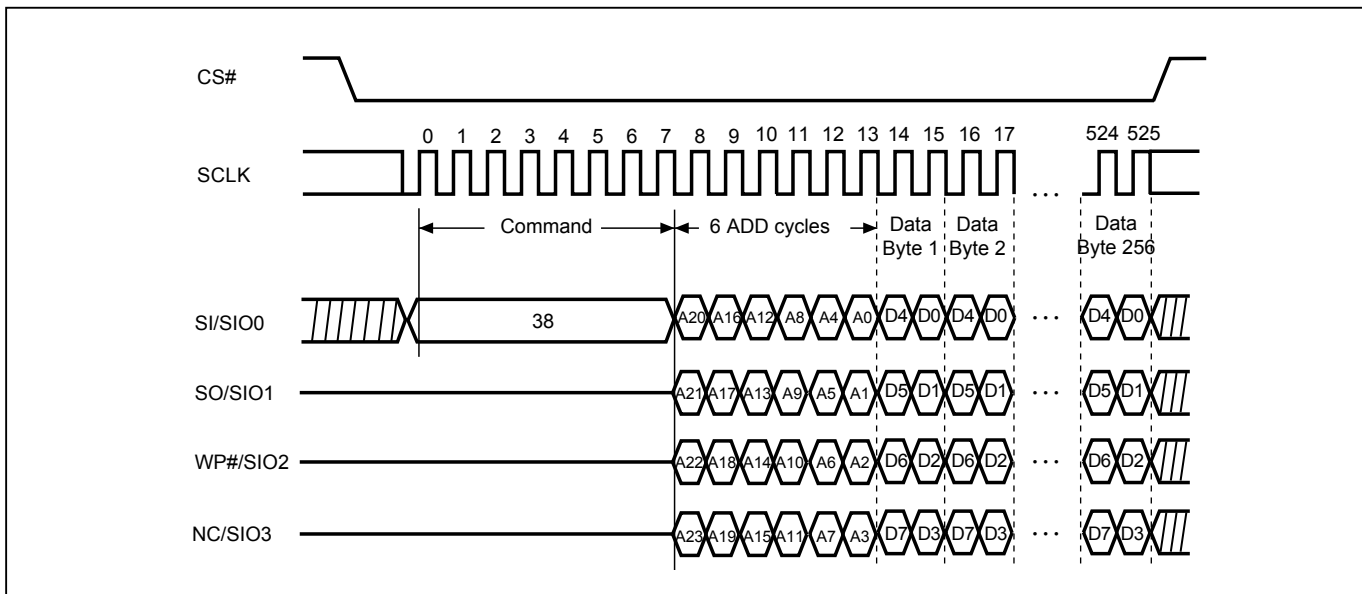 CS#
0 1 2 3 4 5 6 7 8 9 10 11 12 13 14 15 16 17 524 525
SCLK
...
Command 6 ADD cycles Data Byte 1 Data Byte 2 Data Byte 256
SI/SIO0 38 A20 A16 A12 A8 A4 A0 D4 D0 D4 D0 ... D4 D0
SO/SIO1 A21 A17 A13 A9 A5 A1 D5 D1 D5 D1 ... D5 D1
WP#/SIO2 A22 A18 A14 A10 A6 A2 D6 D2 D6 D2 ... D6 D2
NC/SIO3 A23 A19 A15 A11 A7 A3 D7 D3 D7 D3 ... D7 D3